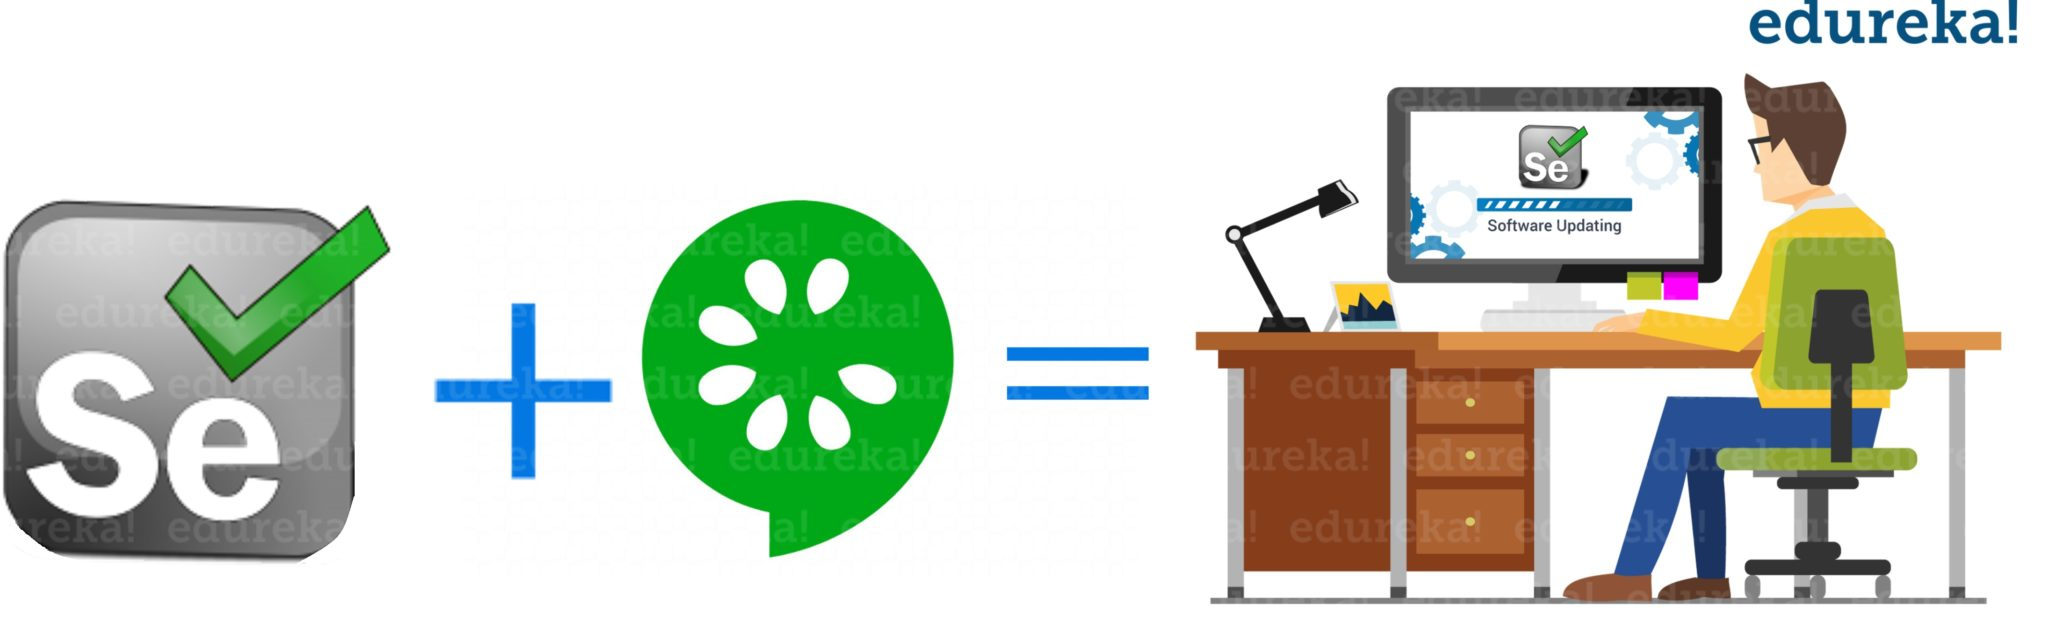 edureka!
Se
Se
Software Updating